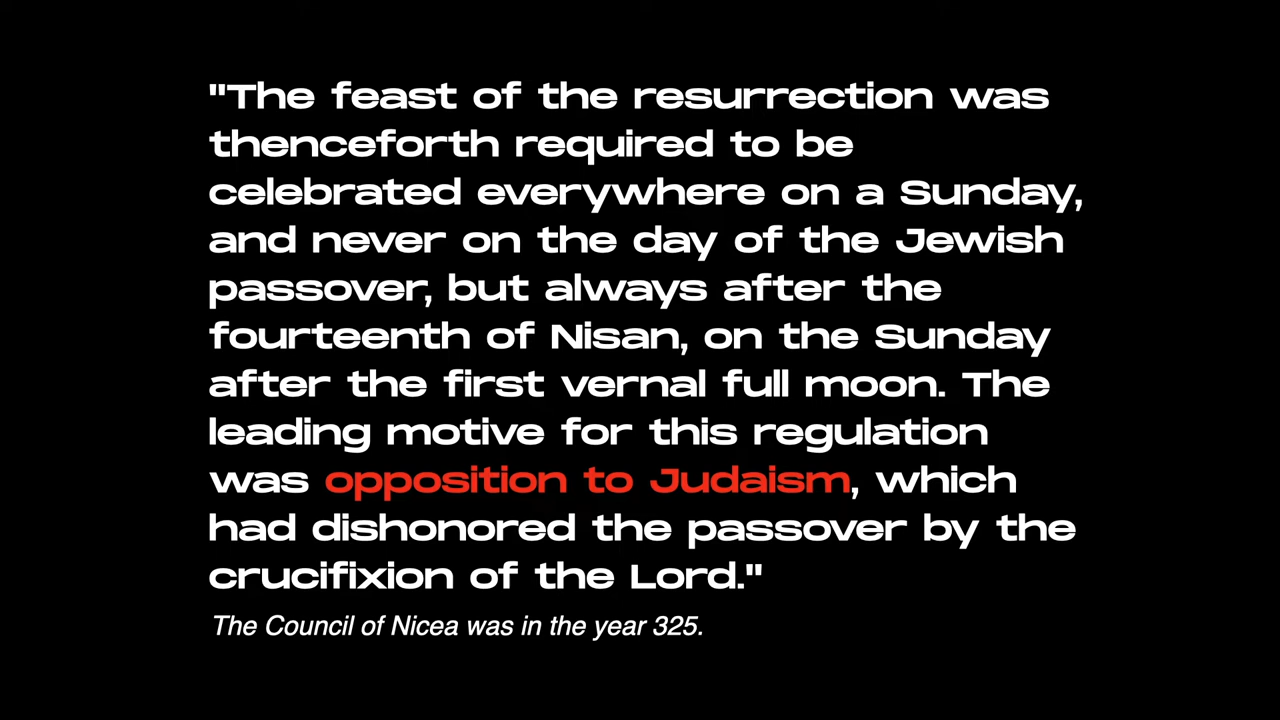 "The feast of the resurrection was
thenceforth required to be
celebrated everywhere on a Sunday,
and never on the day of the Jewish
passover, but always after the
fourteenth of Nisan, on the Sunday
after the first vernal full moon. The
leading motive for this regulation
was opposition to Judaism, which
had dishonored the passover by the
crucifixion of the Lord."
The Council of Nicea was in the year 325.